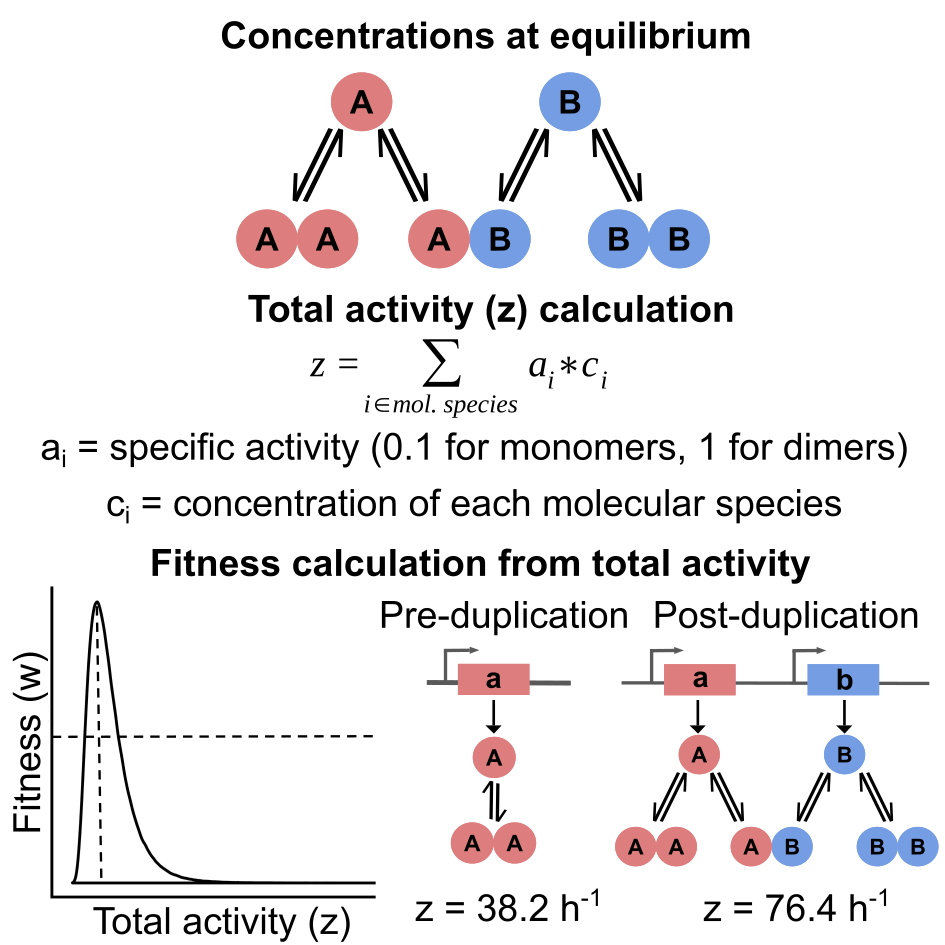 Concentrations at equilibrium
A B
A A A B B B
Total activity (z) calculation
z = ∑ a_i * c_i
i∈mol. species
a_i = specific activity (0.1 for monomers, 1 for dimers)
c_i = concentration of each molecular species
Fitness calculation from total activity
Pre-duplication Post-duplication
a a b
A A B
A A A A A B B B
Fitness (w)
z = 38.2 h⁻¹ z = 76.4 h⁻¹
Total activity (z)